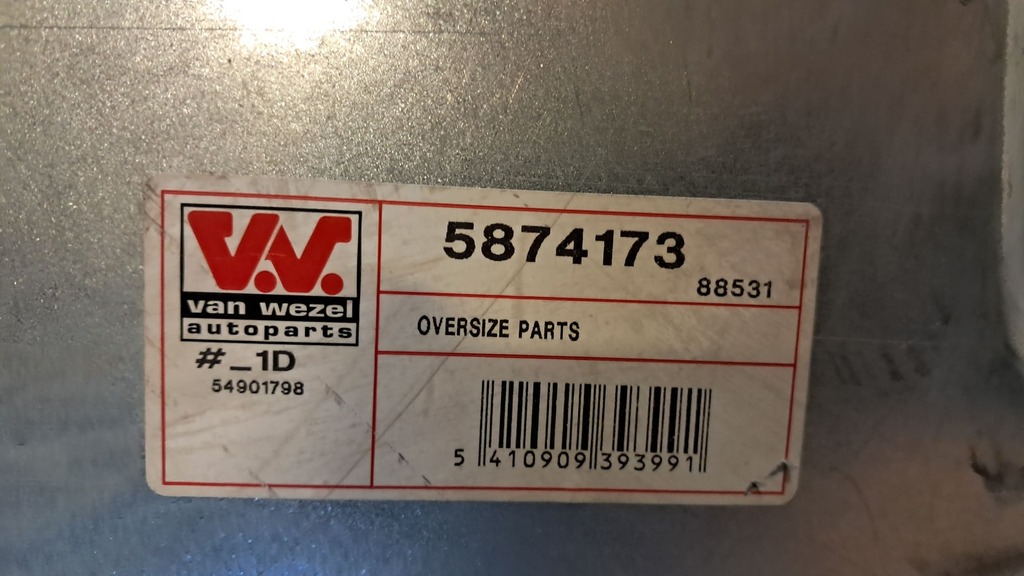 V.W.
van wezel
autoparts
#_1D
54901798
5874173
88531
OVERSIZE PARTS
5 410909 393991